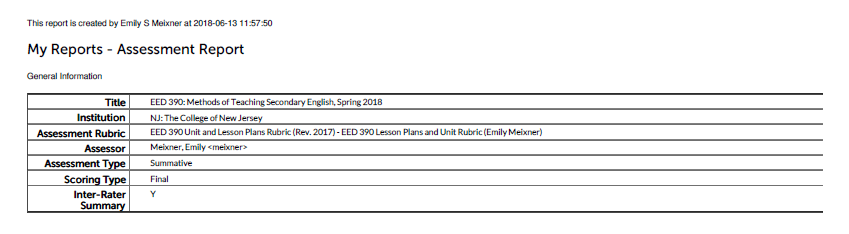 This report is created by Emily S Meixner at 2018-06-13 11:57:50
My Reports - Assessment Report
General Information
Title EED 390: Methods of Teaching Secondary English, Spring 2018
Institution NJ: The College of New Jersey
Assessment Rubric EED 390 Unit and Lesson Plans Rubric (Rev. 2017) - EED 390 Lesson Plans and Unit Rubric (Emily Meixner)
Assessor Meixner, Emily <meixner>
Assessment Type Summative
Scoring Type Final
Inter-Rater Y
Summary